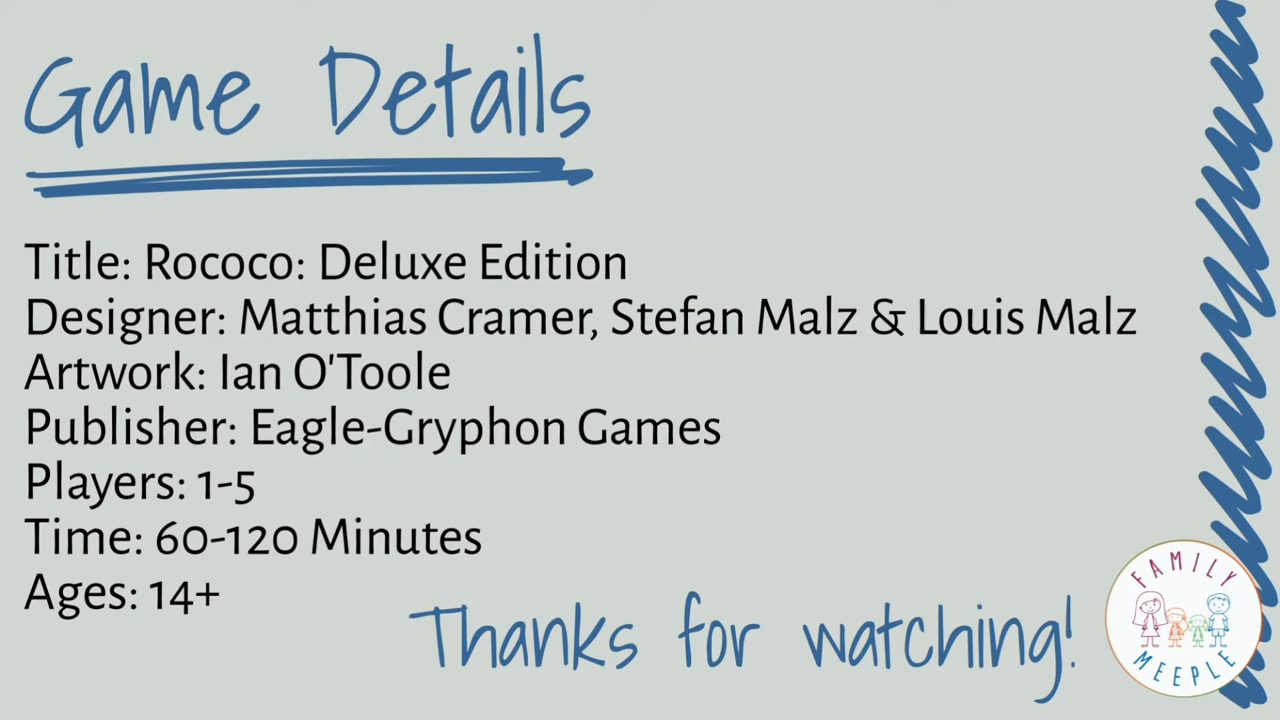 Game Details
Title: Rococo: Deluxe Edition
Designer: Matthias Cramer, Stefan Malz & Louis Malz
Artwork: Ian O'Toole
Publisher: Eagle-Gryphon Games
Players: 1-5
Time: 60-120 Minutes
Ages: 14+
Thanks for watching!
FAMILY
MEEPLE